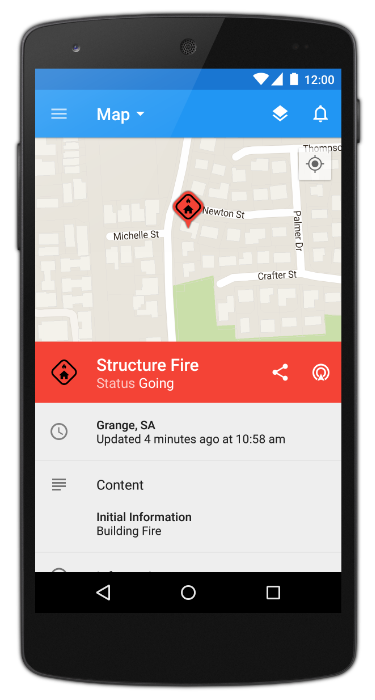 12:00
Map
Newton St
Michelle St
Palmer Dr
Crafter St
Structure Fire
Status Going
Grange, SA
Updated 4 minutes ago at 10:58 am
Content
Initial Information
Building Fire